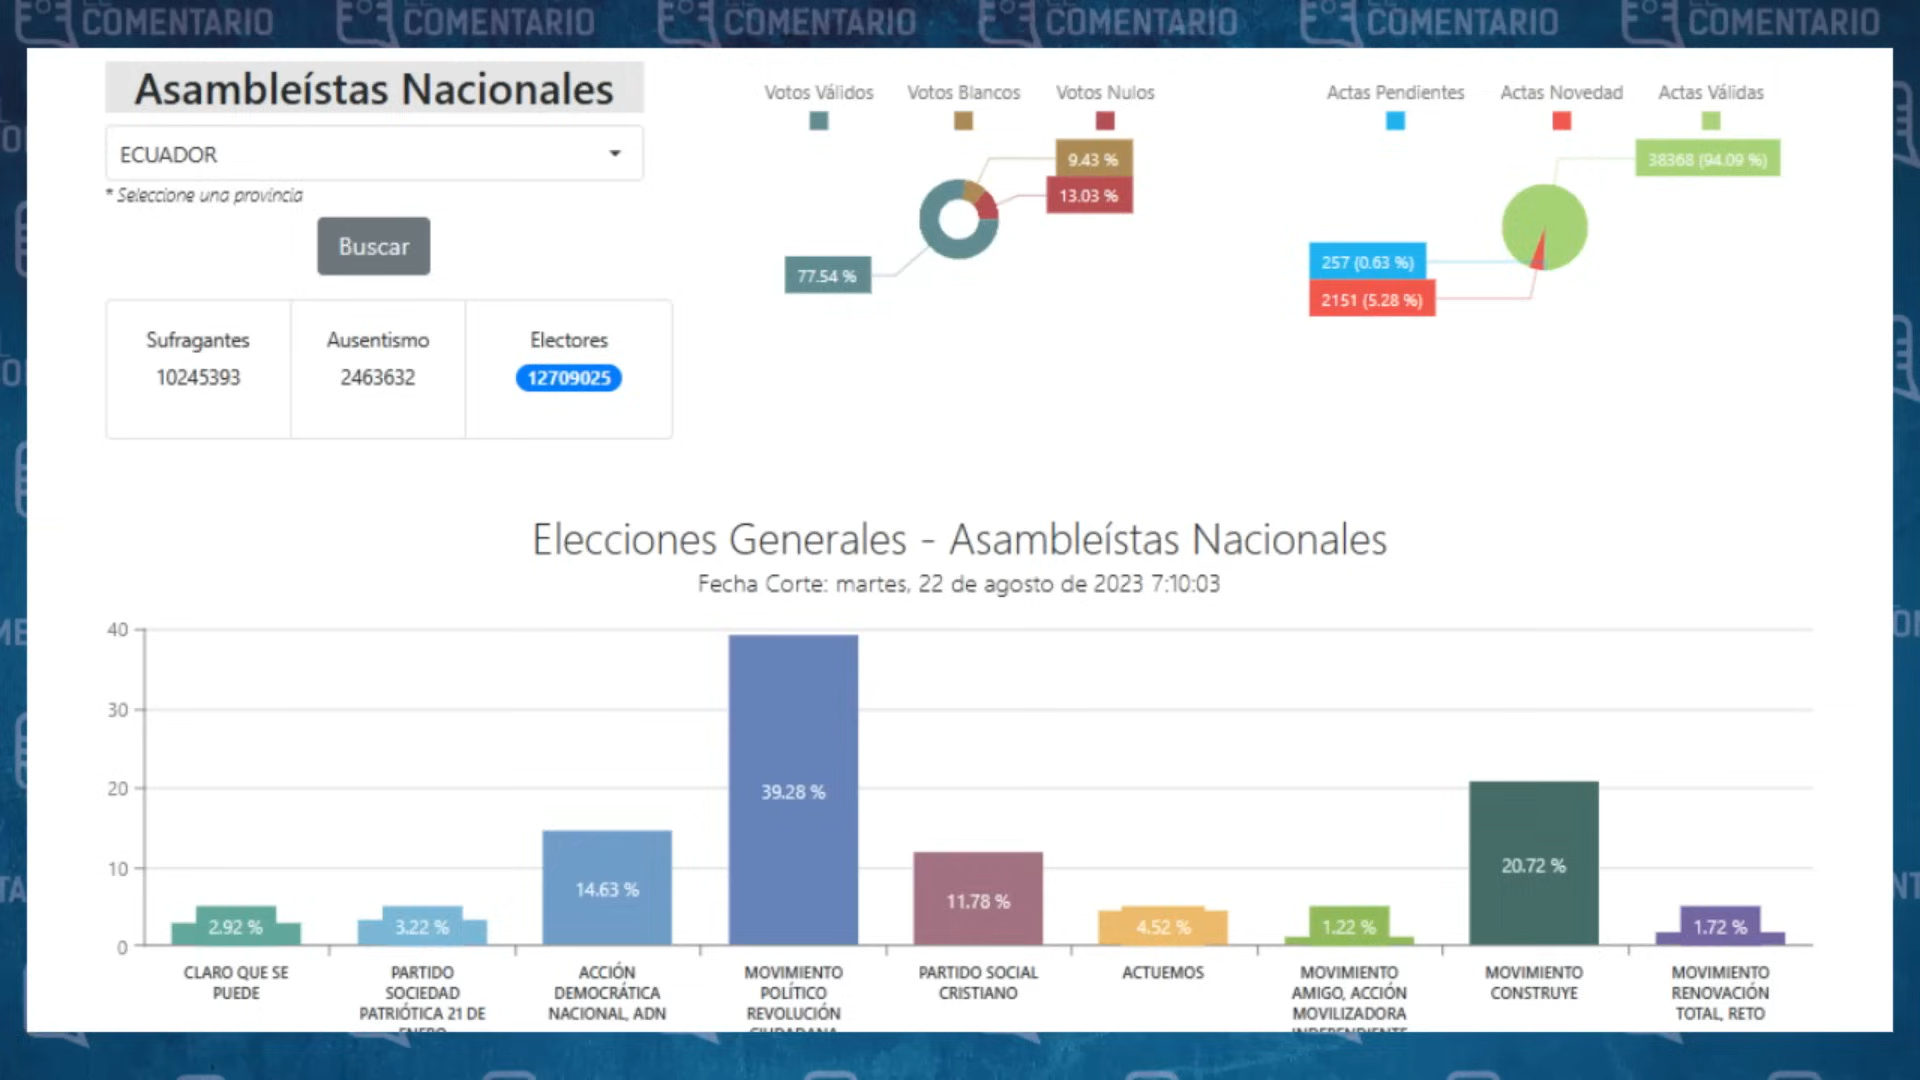 COMENTARIO COMENTARIO COMENTARIO COMENTARIO COMENTARIO COMENTARIO
Asambleístas Nacionales
ECUADOR
* Seleccione una provincia
Buscar
Sufragantes Ausentismo Electores
10245393 2463632 12709025
Votos Válidos Votos Blancos Votos Nulos
9.43 %
13.03 %
77.54 %
Actas Pendientes Actas Novedad Actas Válidas
38368 (94.09 %)
257 (0.63 %)
2151 (5.28 %)
Elecciones Generales - Asambleístas Nacionales
Fecha Corte: martes, 22 de agosto de 2023 7:10:03
40
30
20
10
0
2.92 %
3.22 %
14.63 %
39.28 %
11.78 %
4.52 %
1.22 %
20.72 %
1.72 %
CLARO QUE SE
PUEDE
PARTIDO
SOCIEDAD
PATRIÓTICA 21 DE
ENERO
ACCIÓN
DEMOCRÁTICA
NACIONAL, ADN
MOVIMIENTO
POLÍTICO
REVOLUCIÓN
CIUDADANA
PARTIDO SOCIAL
CRISTIANO
ACTUEMOS
MOVIMIENTO
AMIGO, ACCIÓN
MOVILIZADORA
INDEPENDIENTE
MOVIMIENTO
CONSTRUYE
MOVIMIENTO
RENOVACIÓN
TOTAL, RETO